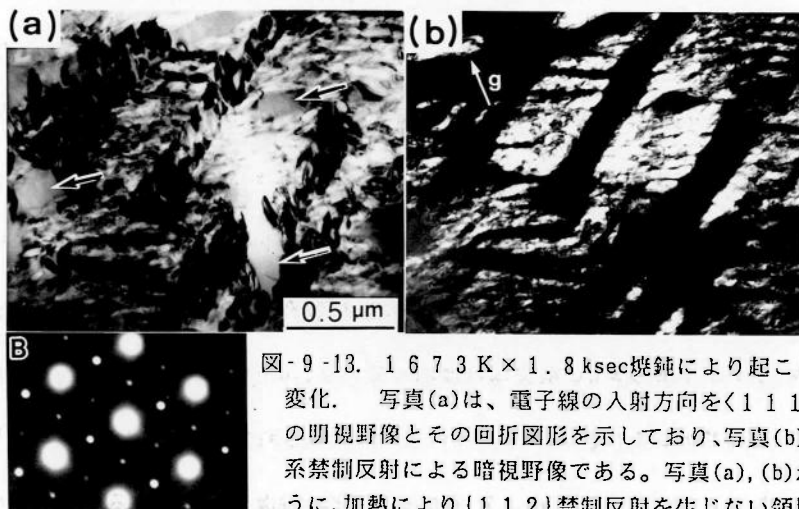 (a)
(b)
g
0.5 μm
B
図-9-13. 1673K×1.8ksec焼鈍により起こ
変化. 写真(a)は、電子線の入射方向を〈111
の明視野像とその回折図形を示しており、写真(b)
系禁制反射による暗視野像である。写真(a),(b)
うに、加熱により{112}禁制反射を生じない領